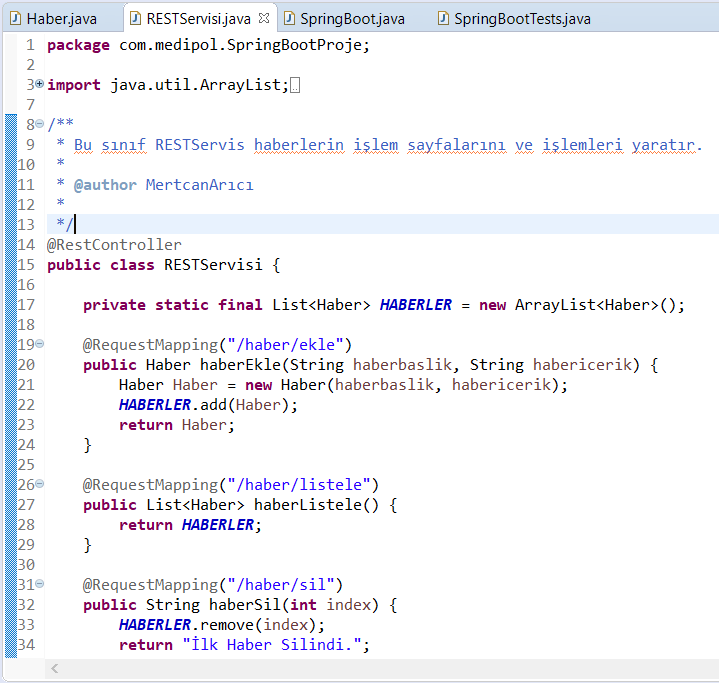 Haber.java RESTServisi.java SpringBoot.java SpringBootTests.java
1 package com.medipol.SpringBootProje;
2
3 import java.util.ArrayList;
7
8 /**
9  * Bu sınıf RESTServis haberlerin işlem sayfalarını ve işlemleri yaratır.
10  *
11  * @author MertcanArıcı
12  *
13  */
14 @RestController
15 public class RESTServisi {
16
17     private static final List<Haber> HABERLER = new ArrayList<Haber>();
18
19     @RequestMapping("/haber/ekle")
20     public Haber haberEkle(String haberbaslik, String habericerik) {
21         Haber Haber = new Haber(haberbaslik, habericerik);
22         HABERLER.add(Haber);
23         return Haber;
24     }
25
26     @RequestMapping("/haber/listele")
27     public List<Haber> haberListele() {
28         return HABERLER;
29     }
30
31     @RequestMapping("/haber/sil")
32     public String haberSil(int index) {
33         HABERLER.remove(index);
34         return "İlk Haber Silindi.";